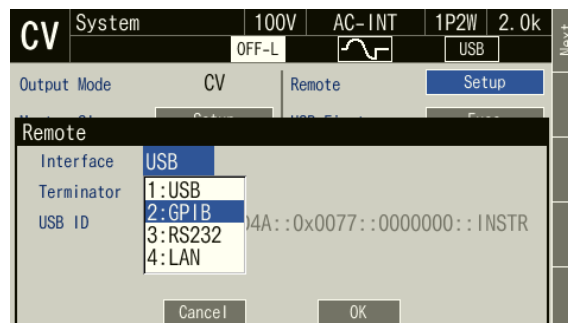 CV System 100V AC-INT 1P2W 2.0k
OFF-L USB
Next
Output Mode CV Remote Setup
Remote
Interface USB
Terminator 1:USB
2:GPIB
USB ID 04A::0x0077::0000000::INSTR
3:RS232
4:LAN
Cancel OK